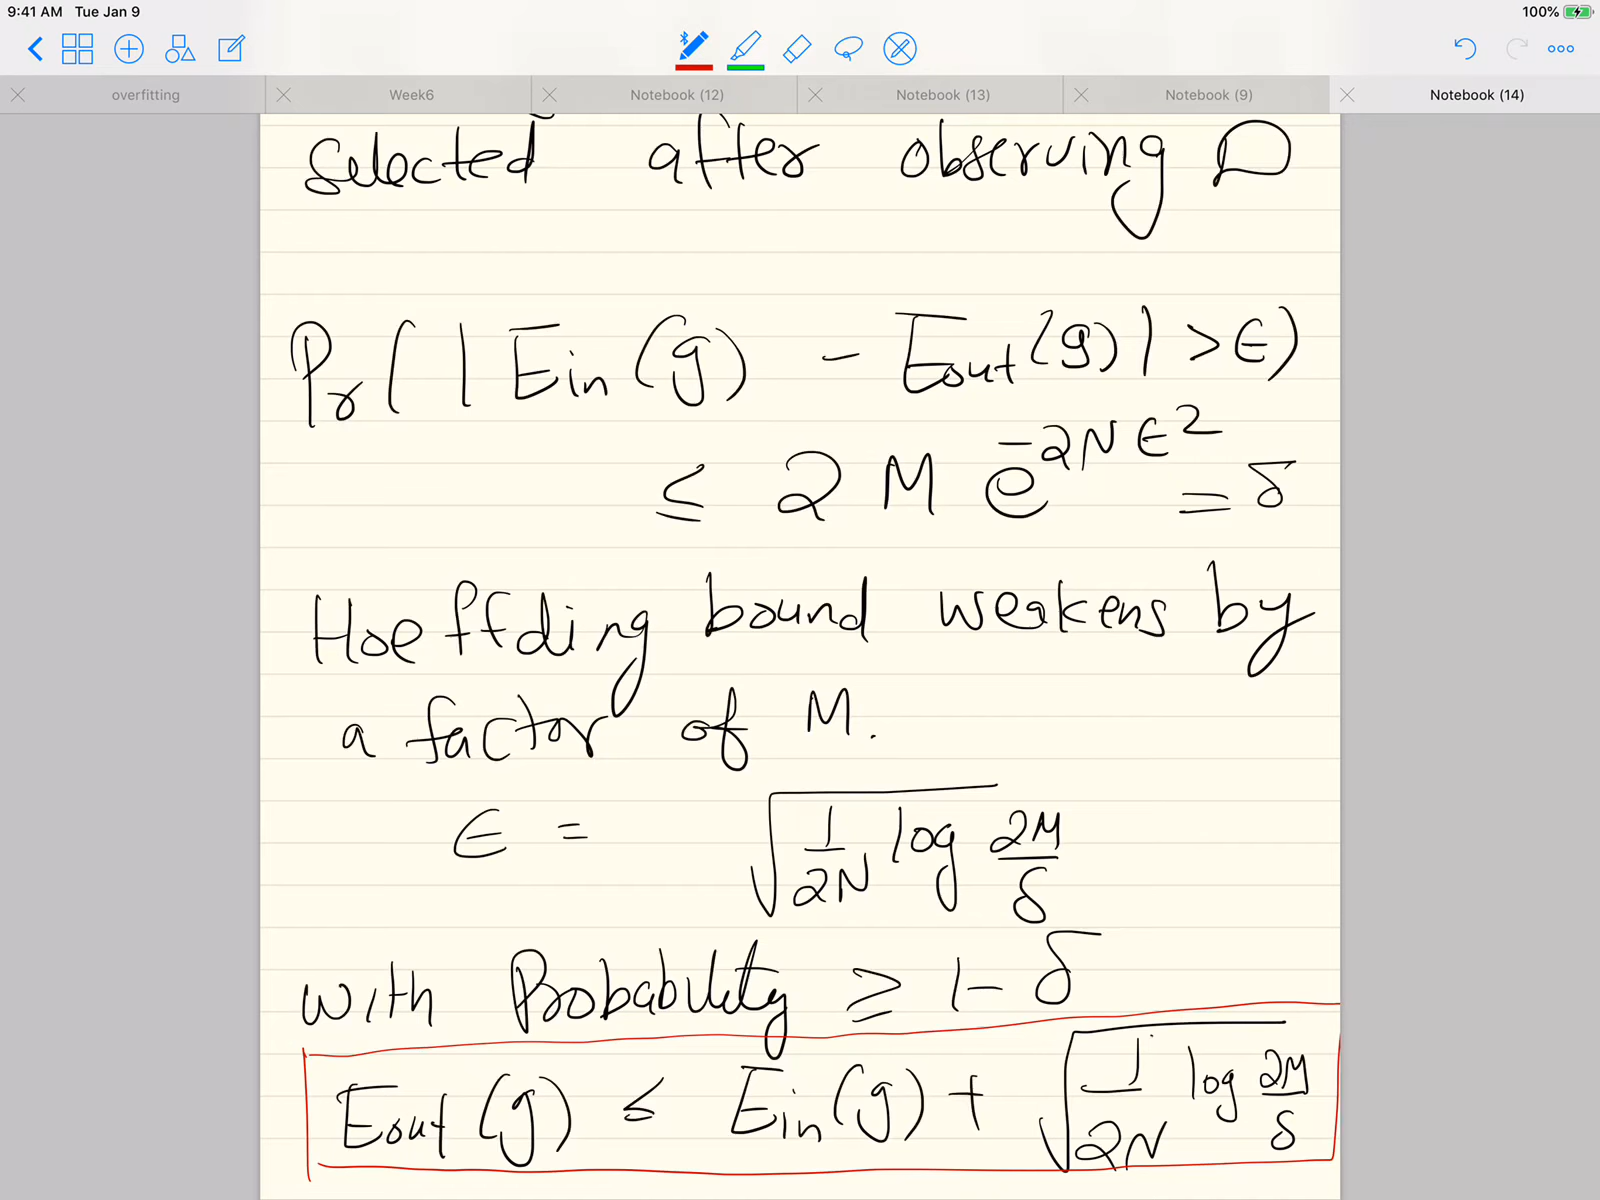 9:41 AM Tue Jan 9 100%
overfitting Week6 Notebook (12) Notebook (13) Notebook (9) Notebook (14)
selected after observing D
Pr( | Ein (g) - Eout (g) | > ϵ)
≤ 2 M e^{-2Nϵ^2} = δ
Hoeffding bound weakens by
a factor of M.
ϵ = √(1/2N log 2M/δ)
with Probability ≥ 1 - δ
Eout (g) ≤ Ein (g) + √(1/2N log 2M/δ)